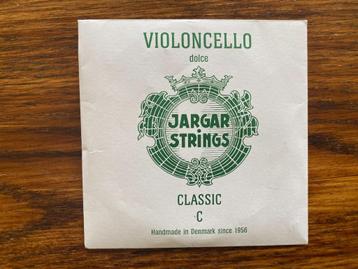 VIOLONCELLO
dolce
JARGAR
STRINGS
CLASSIC
C
Handmade in Denmark since 1956